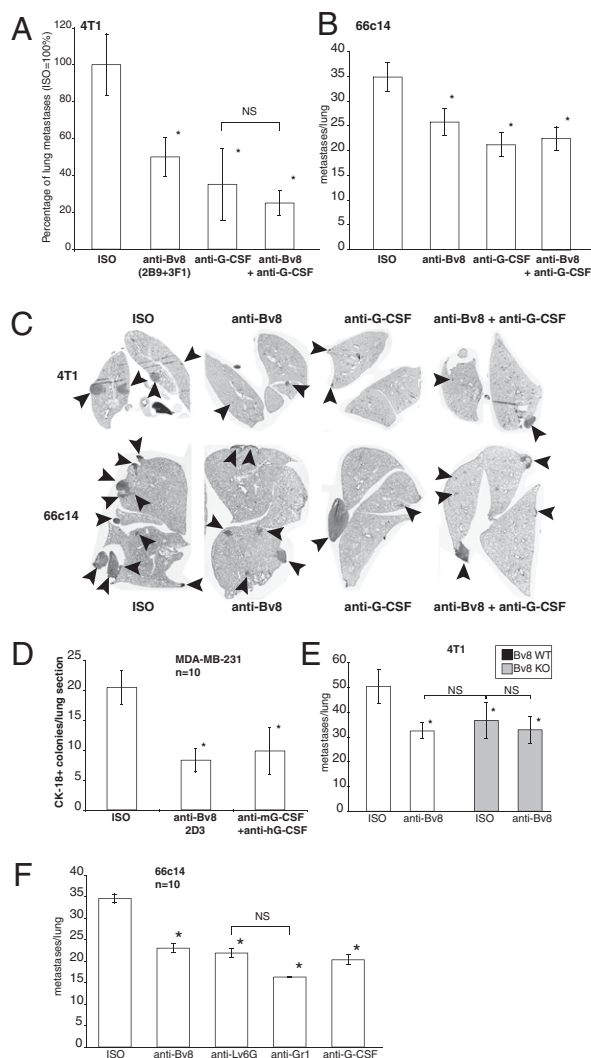 A
4T1
Percentage of lung metastases (ISO=100%)
120
100
80
60
40
20
0
NS
*
*
*
ISO
anti-Bv8
(2B9+3F1)
anti-G-CSF
anti-Bv8
+ anti-G-CSF
B
66c14
metastases/lung
40
35
30
25
20
15
10
5
0
*
*
*
ISO
anti-Bv8
anti-G-CSF
anti-Bv8
+ anti-G-CSF
C
ISO
anti-Bv8
anti-G-CSF
anti-Bv8 + anti-G-CSF
4T1
66c14
ISO
anti-Bv8
anti-G-CSF
anti-Bv8 + anti-G-CSF
D
MDA-MB-231
n=10
CK-18+ colonies/lung section
25
20
15
10
5
0
*
*
ISO
anti-Bv8
2D3
anti-mG-CSF
+anti-hG-CSF
E
4T1
Bv8 WT
Bv8 KO
metastases/lung
60
50
40
30
20
10
0
NS
NS
*
*
*
ISO
anti-Bv8
ISO
anti-Bv8
F
66c14
n=10
metastases/lung
40
35
30
25
20
15
10
5
0
NS
*
*
*
*
ISO
anti-Bv8
anti-Ly6G
anti-Gr1
anti-G-CSF